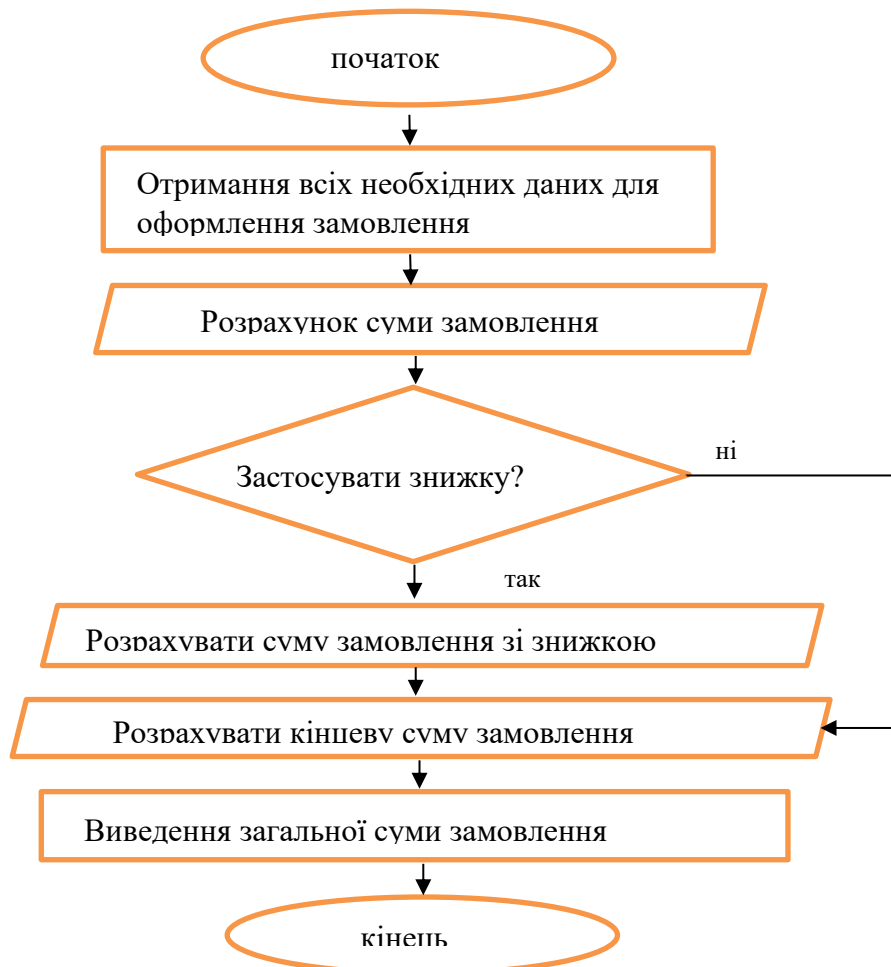 початок
Отримання всіх необхідних даних для
оформлення замовлення
Розрахунок суми замовлення
Застосувати знижку?
ні
так
Розрахувати суму замовлення зі знижкою
Розрахувати кінцеву суму замовлення
Виведення загальної суми замовлення
кінець